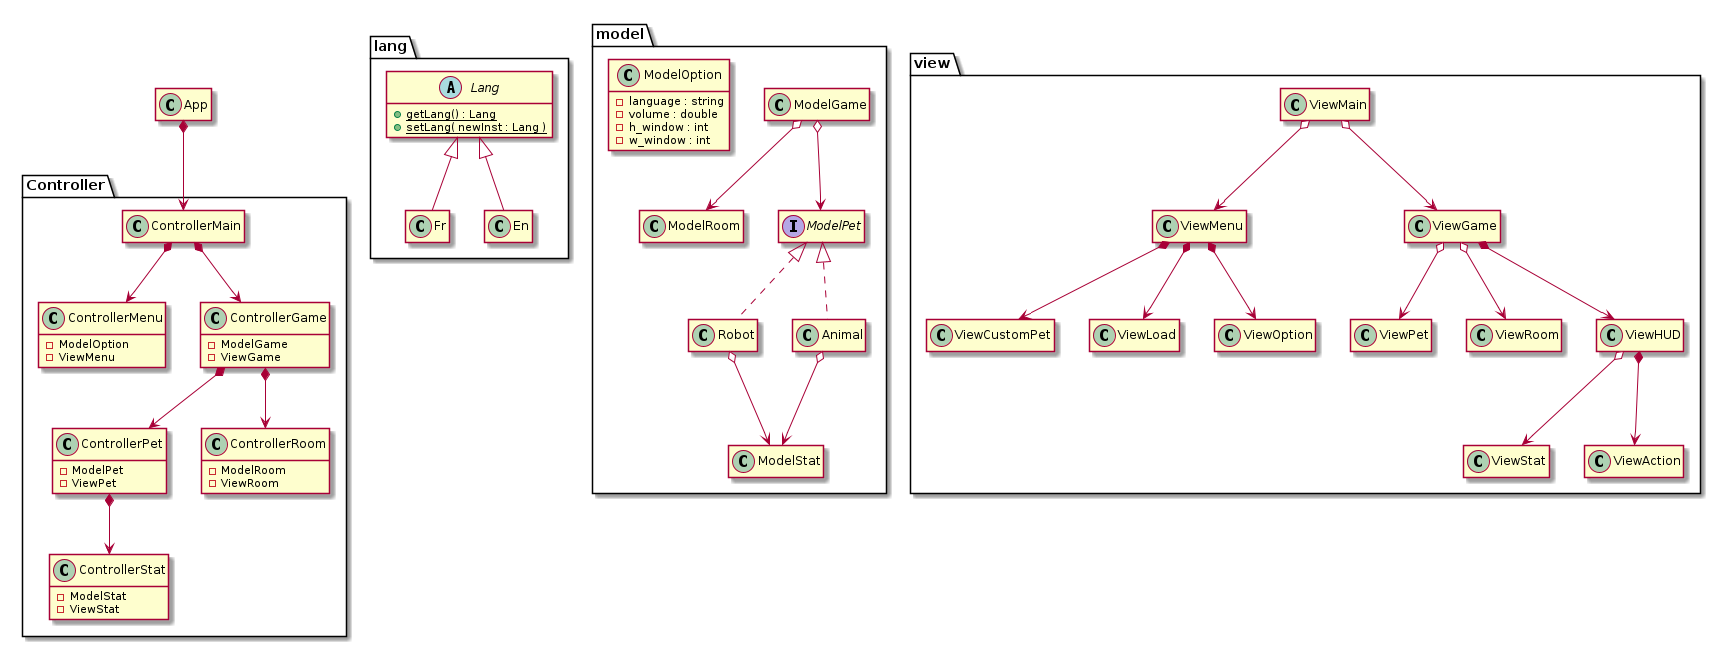 C App
Controller
C ControllerMain
C ControllerMenu
ModelOption
ViewMenu
C ControllerGame
ModelGame
ViewGame
C ControllerPet
ModelPet
ViewPet
C ControllerRoom
ModelRoom
ViewRoom
C ControllerStat
ModelStat
ViewStat
lang
A Lang
getLang() : Lang
setLang( newInst : Lang )
C Fr
C En
model
C ModelOption
language : string
volume : double
h_window : int
w_window : int
C ModelGame
C ModelRoom
I ModelPet
C Robot
C Animal
C ModelStat
view
C ViewMain
C ViewMenu
C ViewGame
C ViewCustomPet
C ViewLoad
C ViewOption
C ViewPet
C ViewRoom
C ViewHUD
C ViewStat
C ViewAction